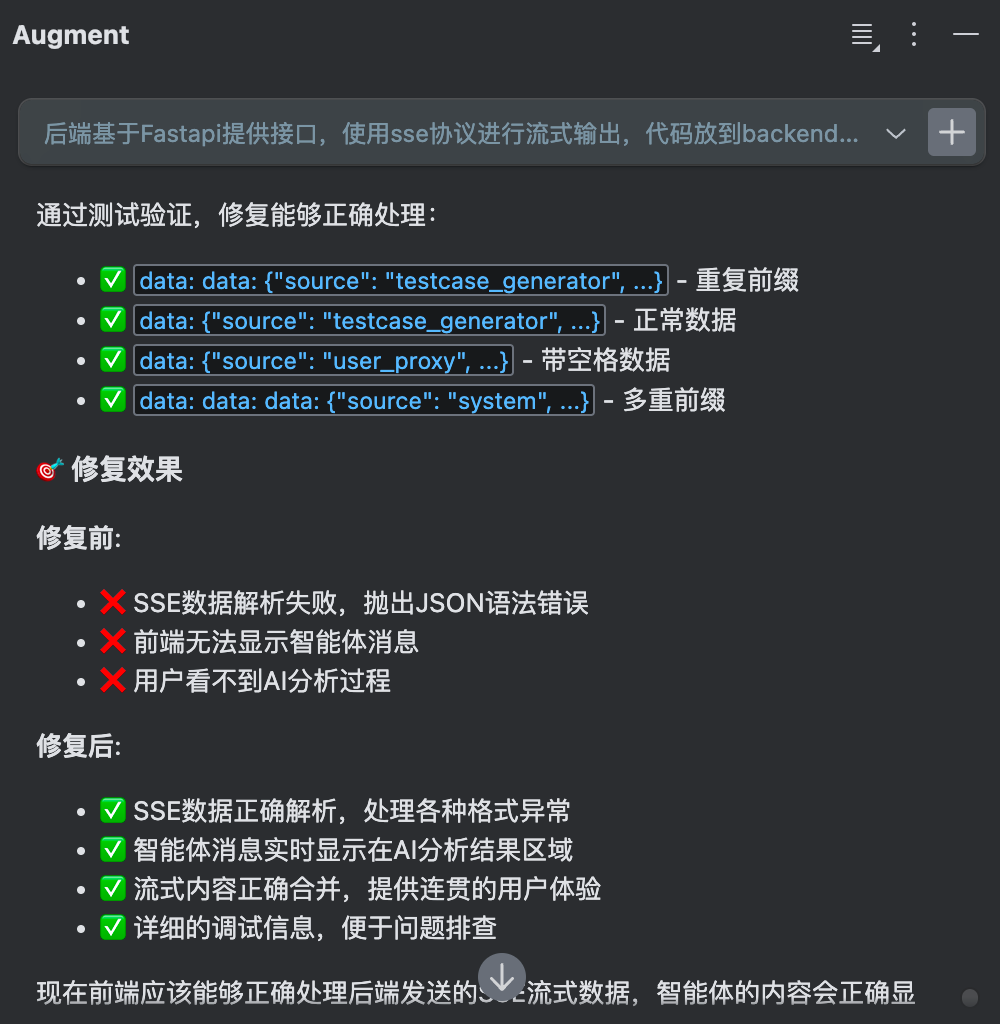 Augment
后端基于Fastapi提供接口，使用sse协议进行流式输出，代码放到backend...
通过测试验证，修复能够正确处理：
data: data: {"source": "testcase_generator", ...} - 重复前缀
data: {"source": "testcase_generator", ...} - 正常数据
data: {"source": "user_proxy", ...} - 带空格数据
data: data: data: {"source": "system", ...} - 多重前缀
修复效果
修复前:
SSE数据解析失败，抛出JSON语法错误
前端无法显示智能体消息
用户看不到AI分析过程
修复后:
SSE数据正确解析，处理各种格式异常
智能体消息实时显示在AI分析结果区域
流式内容正确合并，提供连贯的用户体验
详细的调试信息，便于问题排查
现在前端应该能够正确处理后端发送的SSE流式数据，智能体的内容会正确显